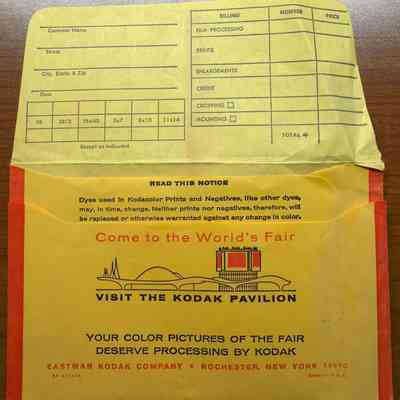 Customer Name
Street
City, State & Zip
Date
BILLING NUMBER PRICE
FILM PROCESSING
PRINTS
ENLARGEMENTS
CREDIT
CROPPING
MOUNTING
TOTAL
5x7 8x10 11x14
Except as Indicated
READ THIS NOTICE
Dyes used in Kodacolor Prints and Negatives, like other dyes,
may, in time, change. Neither prints nor negatives, therefore, will
be replaced or otherwise warranted against any change in color.
Come to the World's Fair
VISIT THE KODAK PAVILION
YOUR COLOR PICTURES OF THE FAIR
DESERVE PROCESSING BY KODAK
EASTMAN KODAK COMPANY • ROCHESTER, NEW YORK